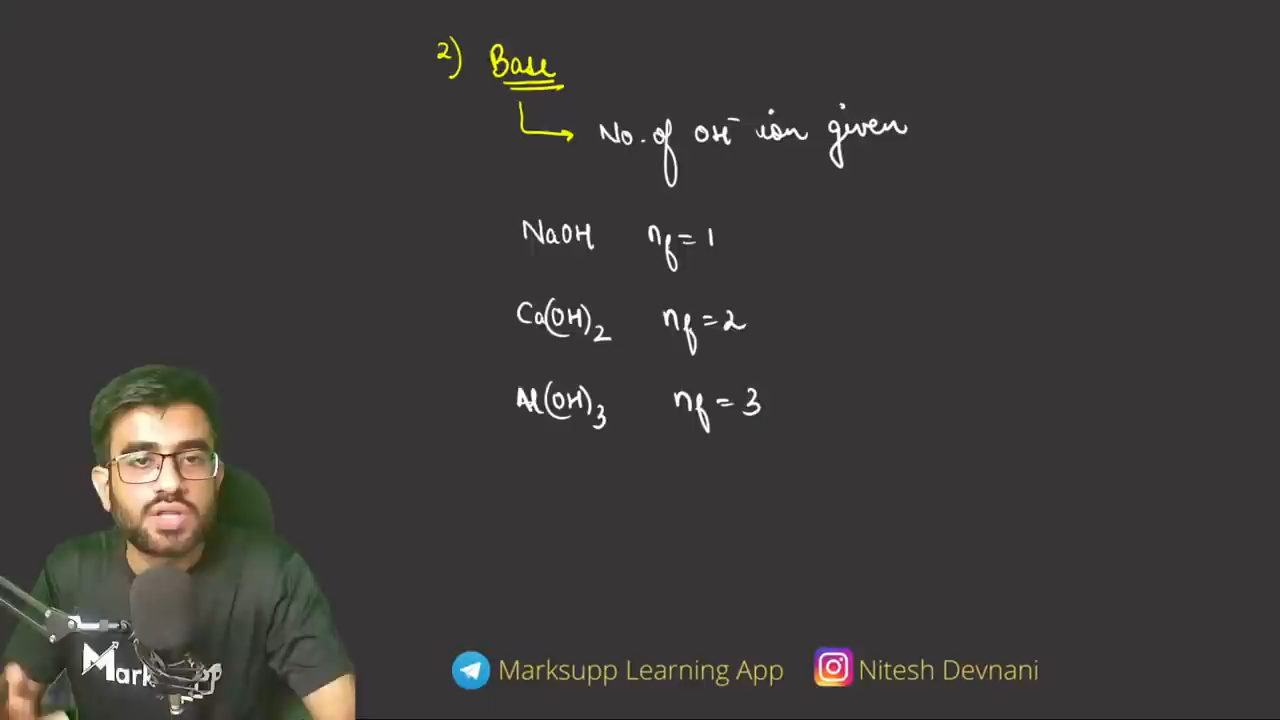 2) Base
No. of OH⁻ ion given
NaOH nf = 1
Ca(OH)2 nf = 2
Al(OH)3 nf = 3
Marksupp Learning App Nitesh Devnani